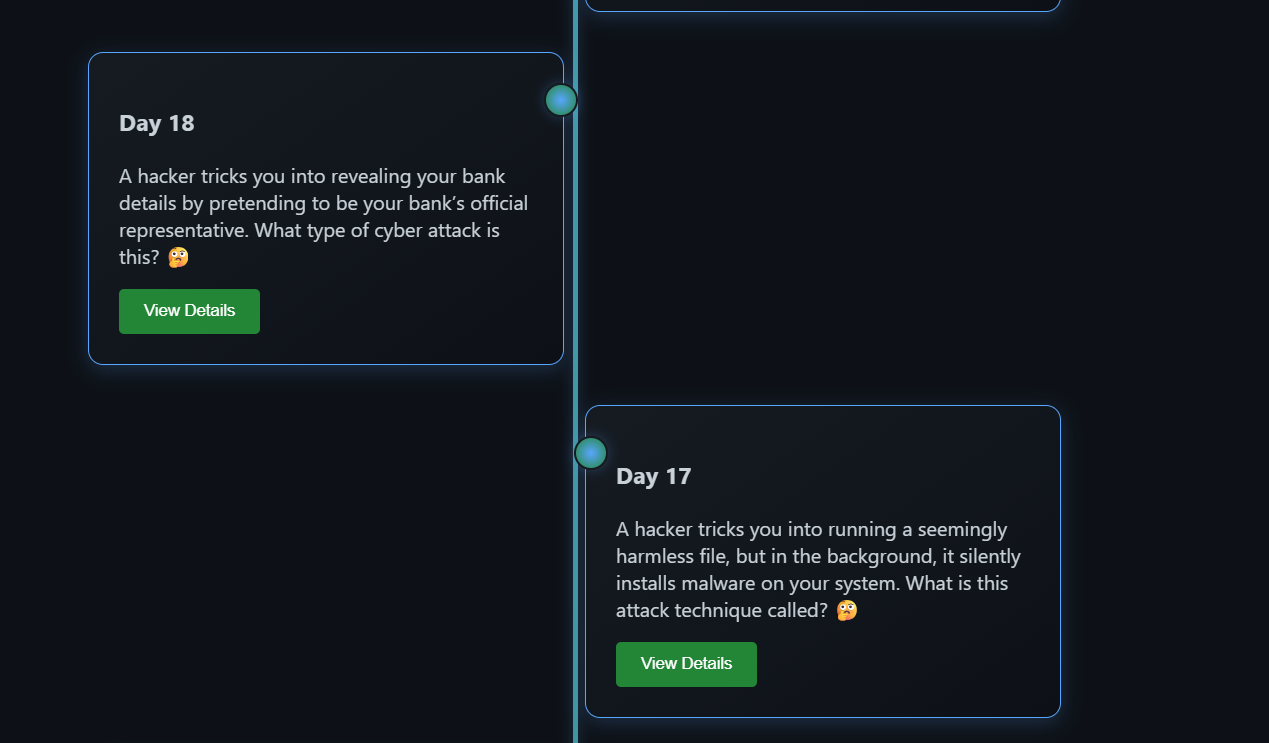 Day 18
A hacker tricks you into revealing your bank
details by pretending to be your bank’s official
representative. What type of cyber attack is
this? 🤔
View Details
Day 17
A hacker tricks you into running a seemingly
harmless file, but in the background, it silently
installs malware on your system. What is this
attack technique called? 🤔
View Details